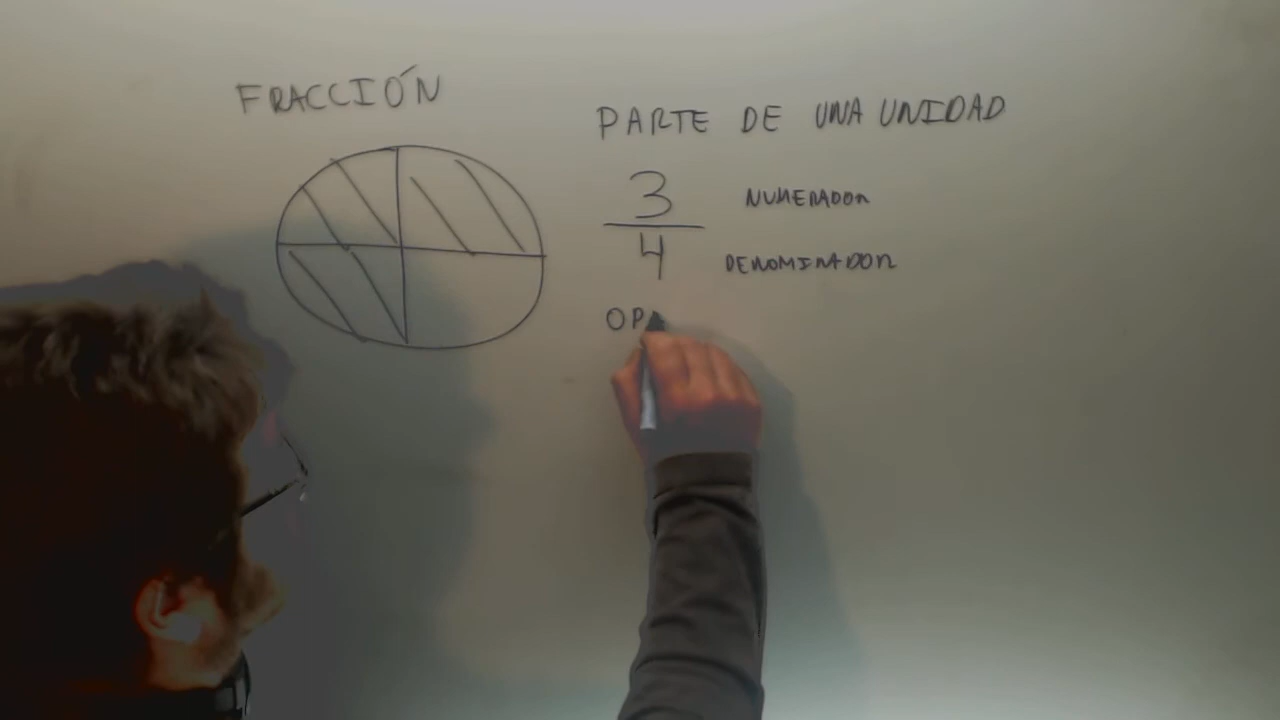 FRACCIÓN
PARTE DE UNA UNIDAD
3
NUMERADOR
4
DENOMINADOR
OP